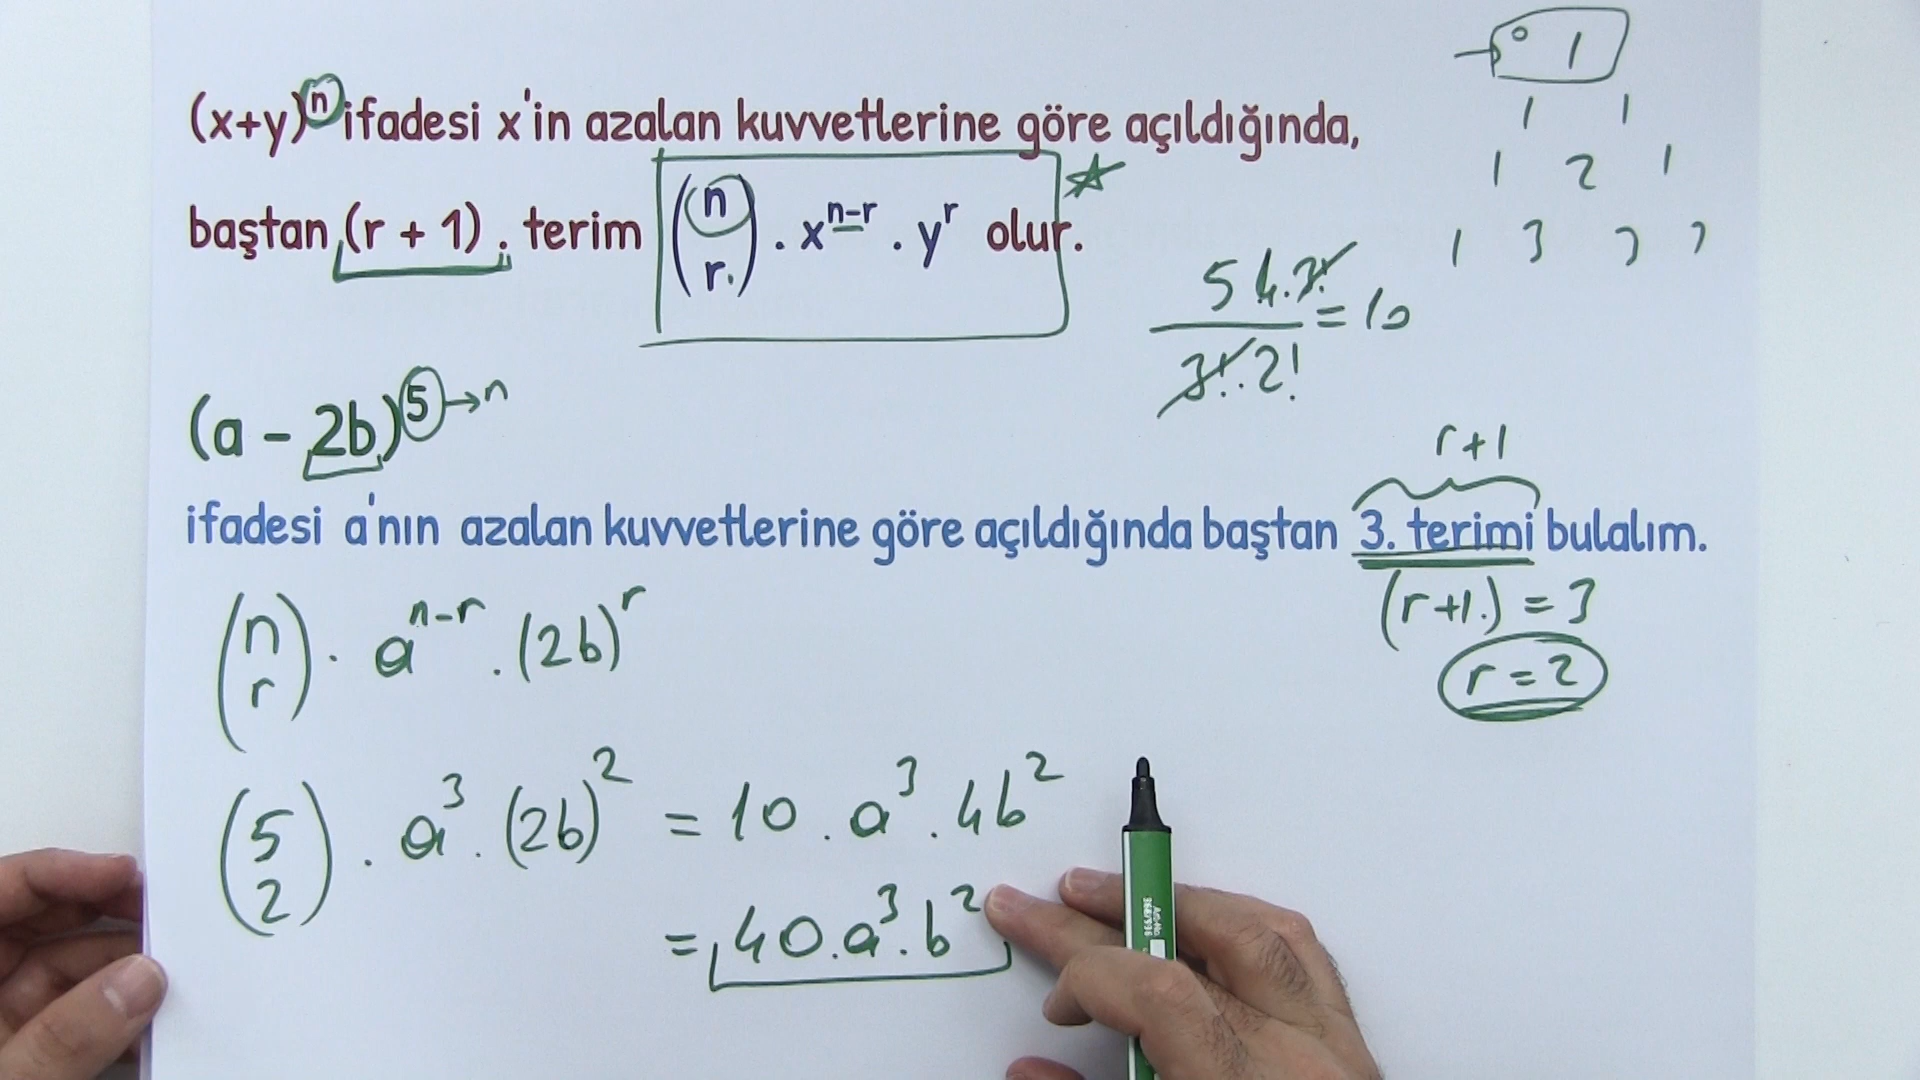 (x+y)ⁿ ifadesi x'in azalan kuvvetlerine göre açıldığında,
baştan (r + 1) . terim (n r) . xⁿ⁻ʳ . yʳ olur.
0 1
1 1
1 2 1
1 3 3
5 4.3! / 3!.2! = 10
(a - 2b)⁵ → n
r+1
ifadesi a'nın azalan kuvvetlerine göre açıldığında baştan 3. terimi bulalım.
(r+1.) = 3
r = 2
(n r) . aⁿ⁻ʳ . (2b)ʳ
(5 2) . a³ . (2b)² = 10 . a³ . 4b²
= 40.a³.b²